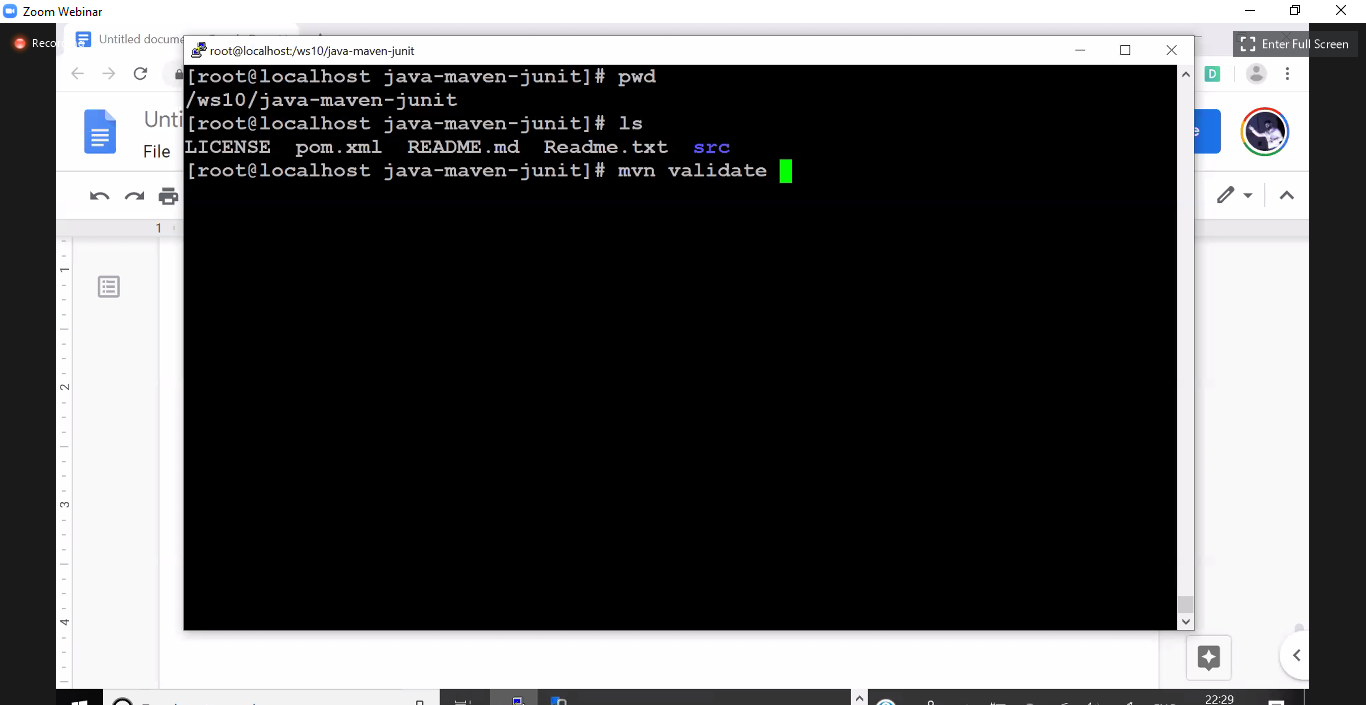 Zoom Webinar
Untitled docume
Enter Full Screen
root@localhost:/ws10/java-maven-junit
D
Unti
File
[root@localhost java-maven-junit]# pwd
/ws10/java-maven-junit
[root@localhost java-maven-junit]# ls
LICENSE pom.xml README.md Readme.txt src
[root@localhost java-maven-junit]# mvn validate
1
1
2
3
4
22:29